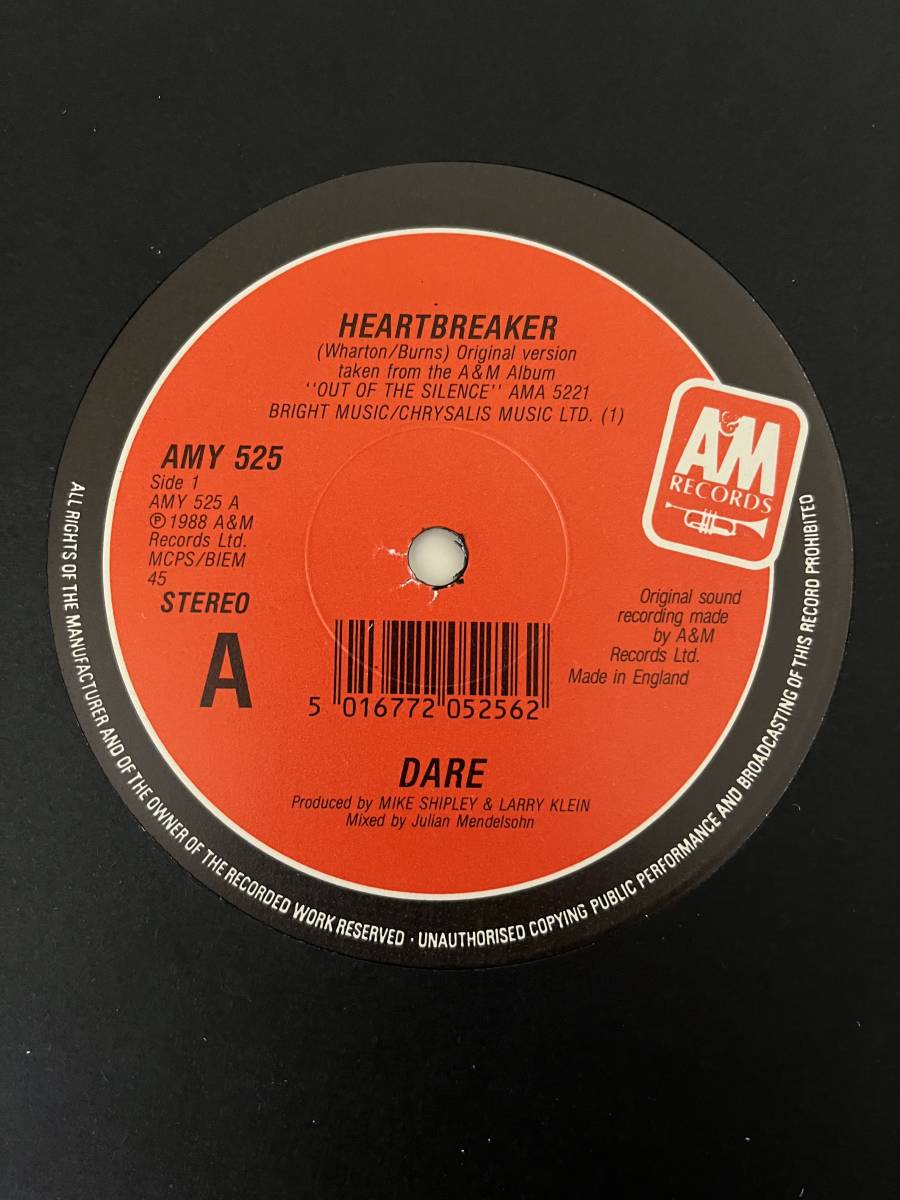 HEARTBREAKER
(Wharton/Burns) Original version
taken from the A&M Album
''OUT OF THE SILENCE'' AMA 5221
BRIGHT MUSIC/CHRYSALIS MUSIC LTD. (1)
AMY 525
Side 1
AMY 525 A
℗ 1988 A&M
Records Ltd.
MCPS/BIEM
45
STEREO
A
A&M
RECORDS
Original sound
recording made
by A&M
Records Ltd.
Made in England
5 016772 052562
DARE
Produced by MIKE SHIPLEY & LARRY KLEIN
Mixed by Julian Mendelsohn
ALL RIGHTS OF THE MANUFACTURER AND OF THE OWNER OF THE RECORDED WORK RESERVED · UNAUTHORISED COPYING PUBLIC PERFORMANCE AND BROADCASTING OF THIS RECORD PROHIBITED